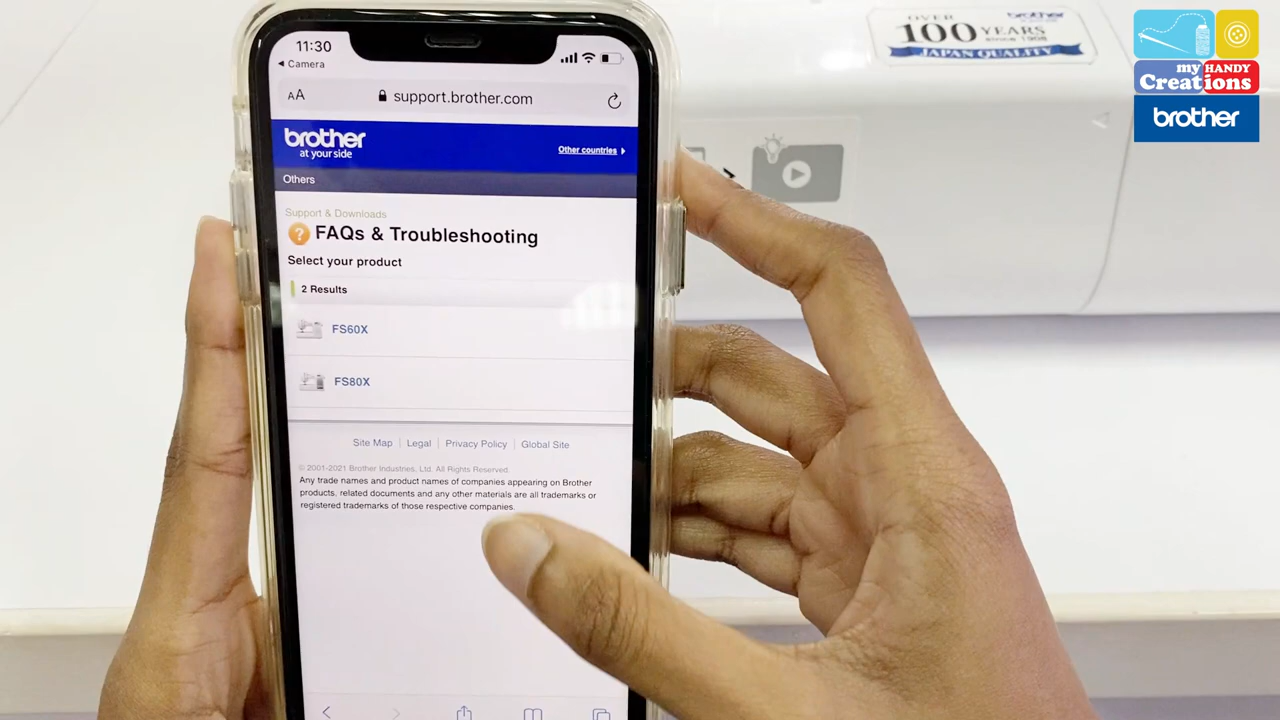 11:30
Camera
AA
support.brother.com
brother
at your side
Other countries
Others
Support & Downloads
? FAQs & Troubleshooting
Select your product
2 Results
FS60X
FS80X
Site Map | Legal | Privacy Policy | Global Site
© 2001-2021 Brother Industries, Ltd. All Rights Reserved.
Any trade names and product names of companies appearing on Brother
products, related documents and any other materials are all trademarks or
registered trademarks of those respective companies.
OVER
brother
100 YEARS
since 1908
JAPAN QUALITY
my HANDY
Creations
brother